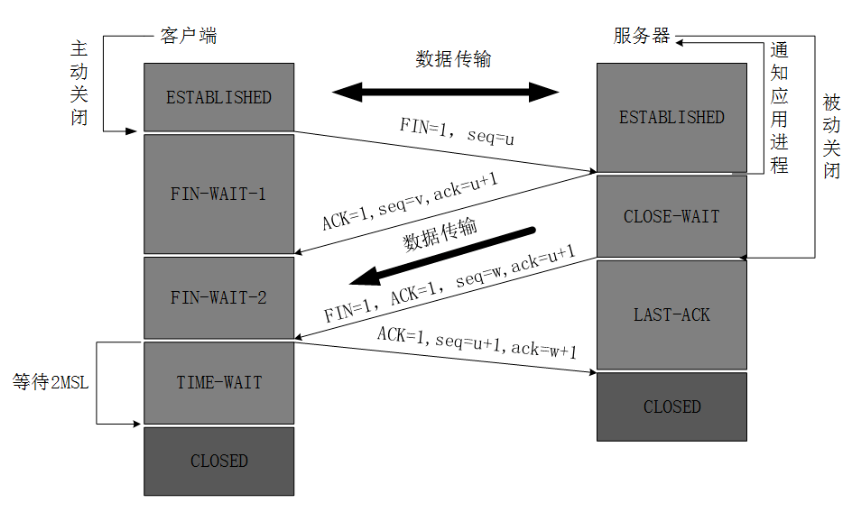 客户端
服务器
主动关闭
数据传输
通知应用进程
被动关闭
ESTABLISHED
ESTABLISHED
FIN=1, seq=u
FIN-WAIT-1
ACK=1,seq=v,ack=u+1
CLOSE-WAIT
数据传输
FIN-WAIT-2
FIN=1, ACK=1, seq=w,ack=u+1
LAST-ACK
ACK=1,seq=u+1,ack=w+1
等待2MSL
TIME-WAIT
CLOSED
CLOSED